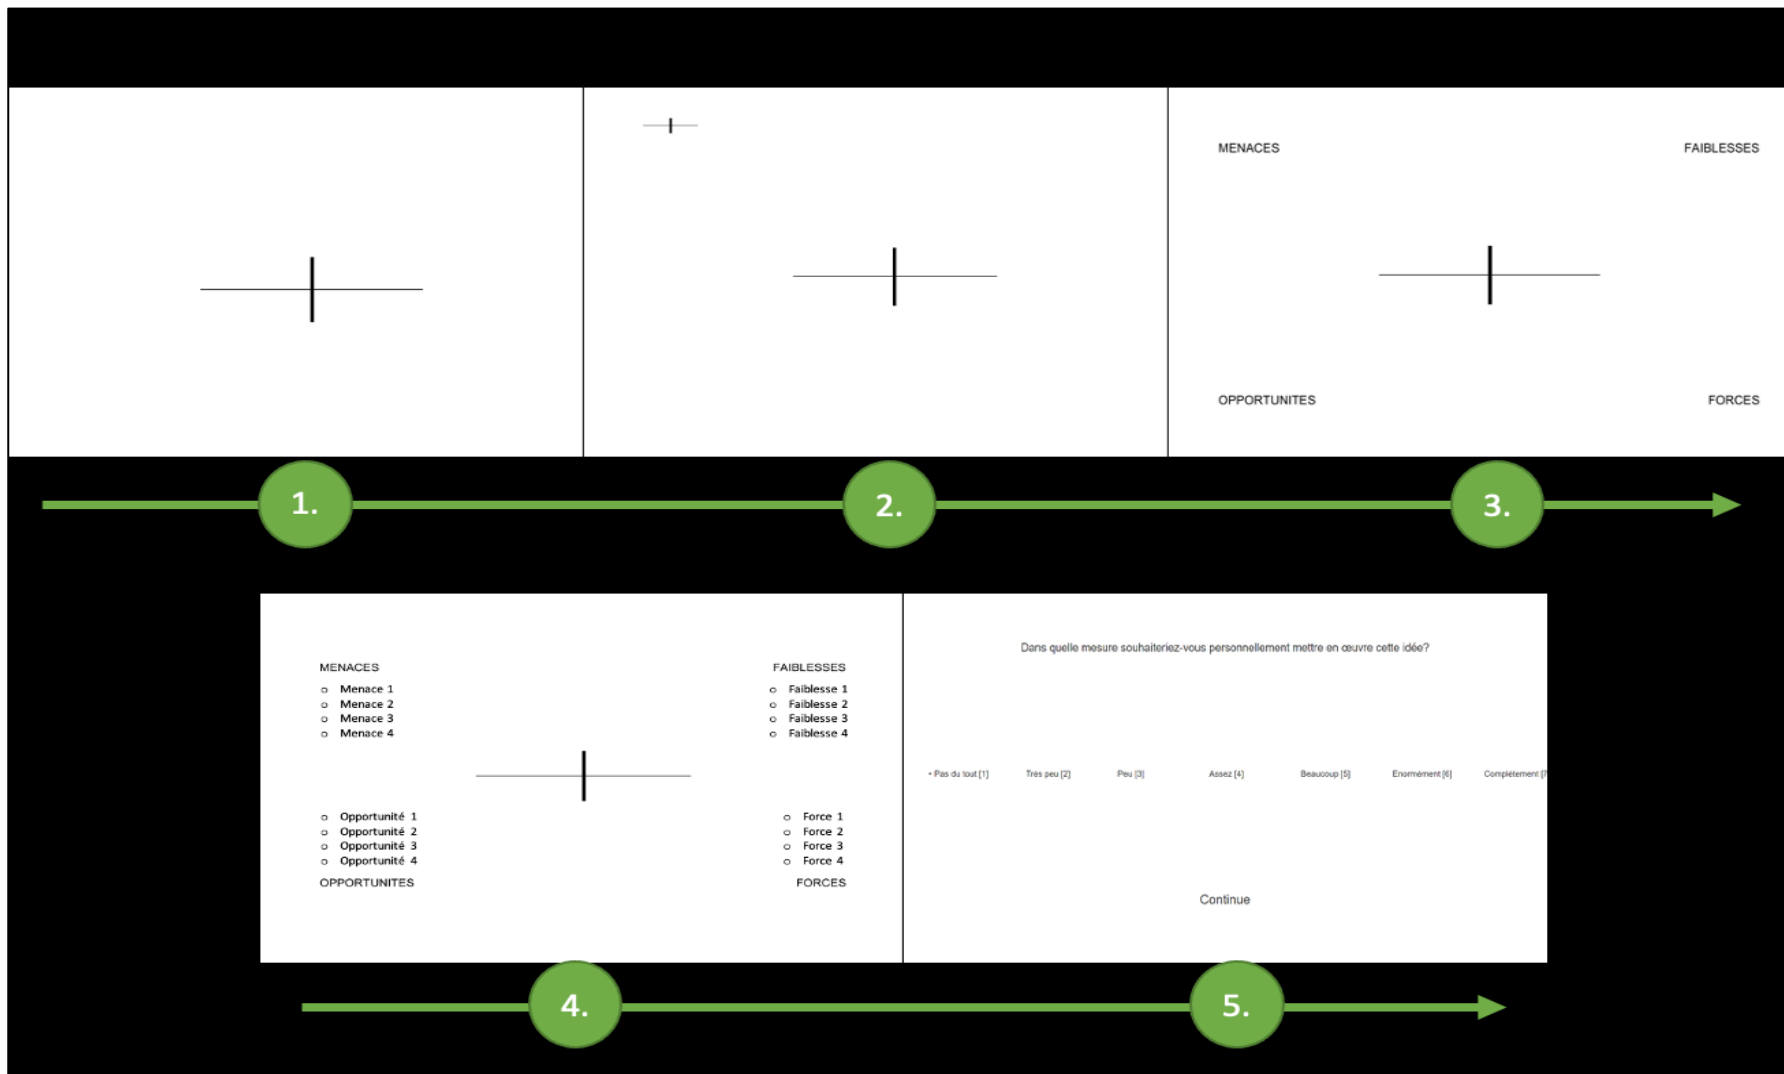 MENACES FAIBLESSES
OPPORTUNITES FORCES
1. 2. 3.
MENACES
o Menace 1
o Menace 2
o Menace 3
o Menace 4
FAIBLESSES
o Faiblesse 1
o Faiblesse 2
o Faiblesse 3
o Faiblesse 4
o Opportunité 1
o Opportunité 2
o Opportunité 3
o Opportunité 4
OPPORTUNITES
o Force 1
o Force 2
o Force 3
o Force 4
FORCES
Dans quelle mesure souhaiteriez-vous personnellement mettre en œuvre cette idée?
• Pas du tout [1] Très peu [2] Peu [3] Assez [4] Beaucoup [5] Enormément [6] Complètement [7
Continue
4. 5.